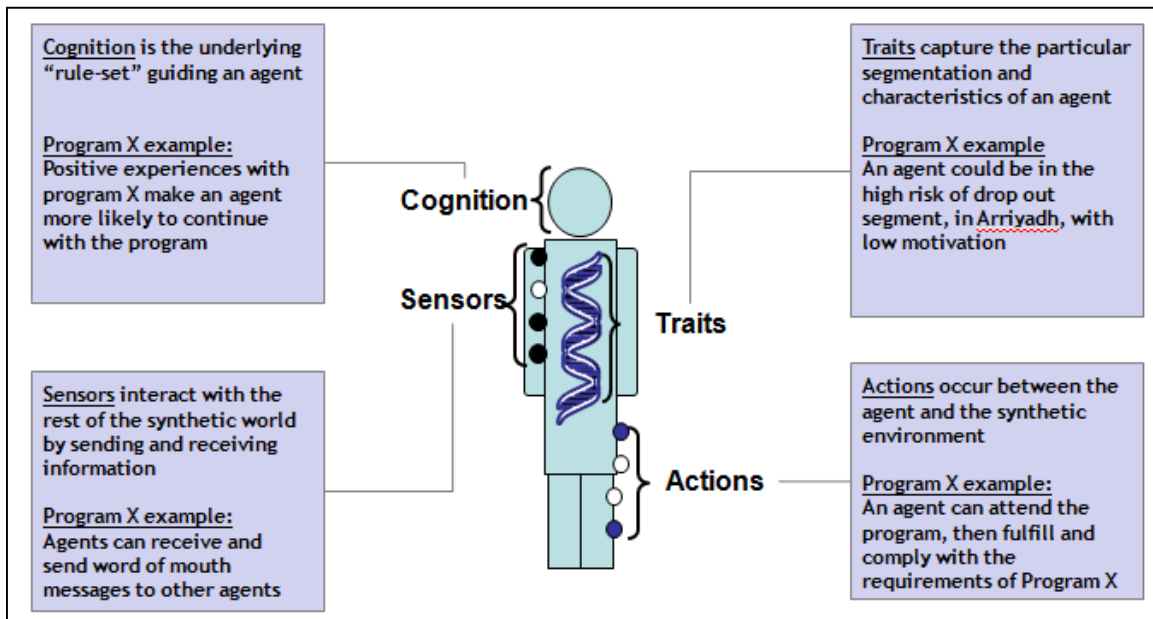 Cognition is the underlying
“rule-set” guiding an agent
Program X example:
Positive experiences with
program X make an agent
more likely to continue
with the program
Sensors interact with the
rest of the synthetic world
by sending and receiving
information
Program X example:
Agents can receive and
send word of mouth
messages to other agents
Cognition
Sensors
Traits
Actions
Traits capture the particular
segmentation and
characteristics of an agent
Program X example
An agent could be in the
high risk of drop out
segment, in Arriyadh, with
low motivation
Actions occur between the
agent and the synthetic
environment
Program X example:
An agent can attend the
program, then fulfill and
comply with the
requirements of Program X